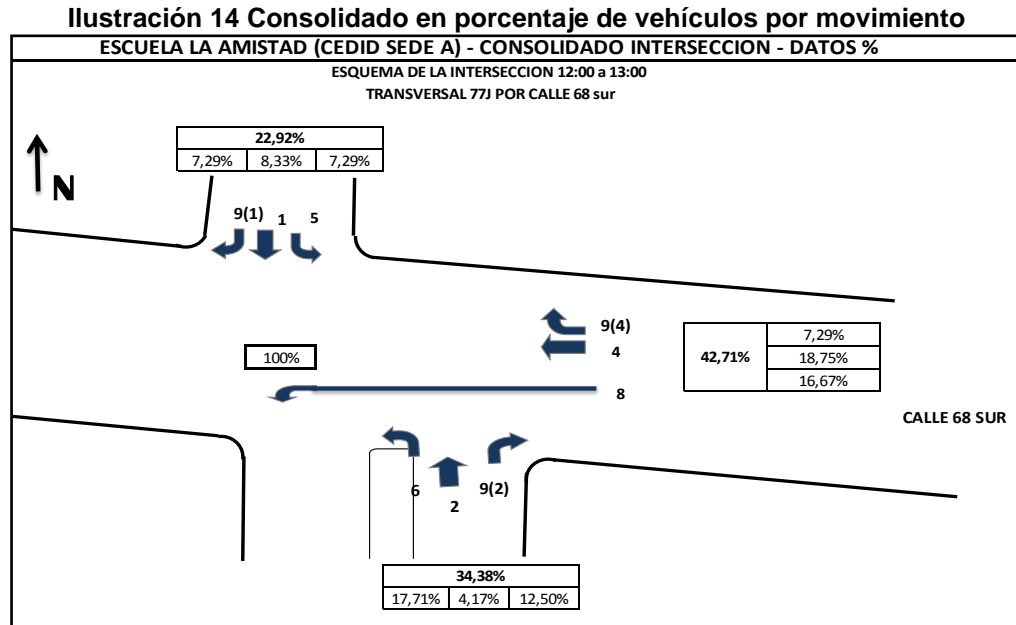 Ilustración 14 Consolidado en porcentaje de vehículos por movimiento
ESCUELA LA AMISTAD (CEDID SEDE A) - CONSOLIDADO INTERSECCION - DATOS %
ESQUEMA DE LA INTERSECCION 12:00 a 13:00
TRANSVERSAL 77J POR CALLE 68 sur
22,92%
7,29% 8,33% 7,29%
N
9(1) 1 5
9(4)
4
8
7,29%
42,71% 18,75%
16,67%
100%
CALLE 68 SUR
6 2 9(2)
34,38%
17,71% 4,17% 12,50%